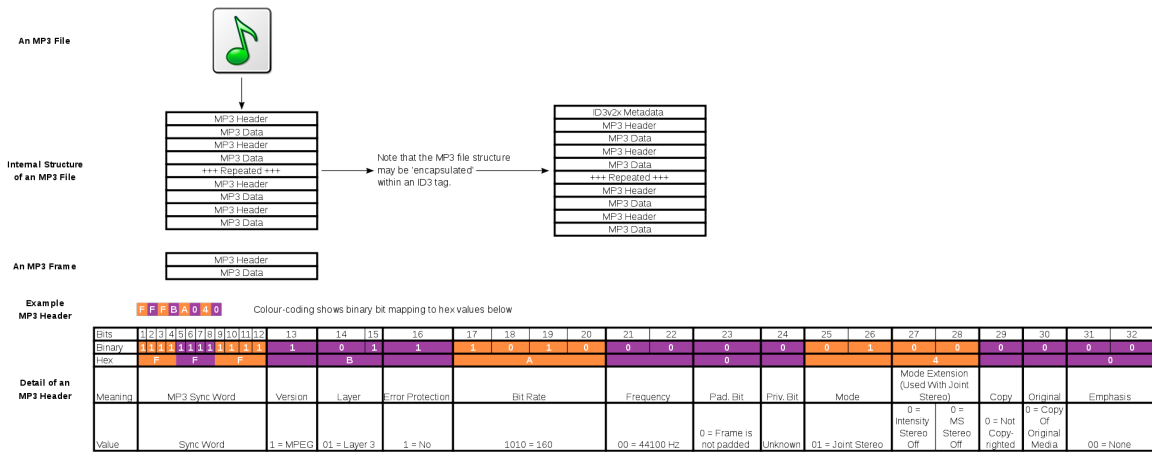 An MP3 File
MP3 Header
MP3 Data
MP3 Header
MP3 Data
+++ Repeated +++
MP3 Header
MP3 Data
MP3 Header
MP3 Data
Internal Structure
of an MP3 File
Note that the MP3 file structure
may be 'encapsulated'
within an ID3 tag.
ID3v2x Metadata
MP3 Header
MP3 Data
MP3 Header
MP3 Data
+++ Repeated +++
MP3 Header
MP3 Data
MP3 Header
MP3 Data
An MP3 Frame
MP3 Header
MP3 Data
Example
MP3 Header
F F F B A 0 4 0
Colour-coding shows binary bit mapping to hex values below
Detail of an
MP3 Header
Bits 1 2 3 4 5 6 7 8 9 10 11 12 13 14 15 16 17 18 19 20 21 22 23 24 25 26 27 28 29 30 31 32
Binary 1 1 1 1 1 1 1 1 1 1 1 1 1 0 1 1 1 0 1 0 0 0 0 0 0 1 0 0 0 0 0 0
Hex F F F B A 0 4 0
Meaning MP3 Sync Word Version Layer Error Protection Bit Rate Frequency Pad. Bit Priv. Bit Mode
Mode Extension
(Used With Joint
Stereo)
Copy Original Emphasis
Value Sync Word 1 = MPEG 01 = Layer 3 1 = No 1010 = 160 00 = 44100 Hz
0 = Frame is
not padded
Unknown 01 = Joint Stereo
0 =
Intensity
Stereo
Off
0 =
MS
Stereo
Off
0 = Not
Copy-
righted
0 = Copy
Of
Original
Media
00 = None